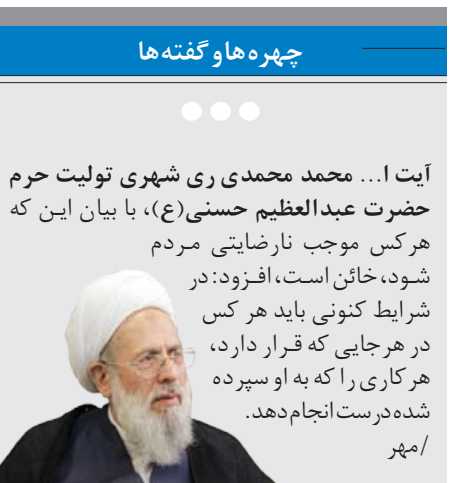 چهره‌ها و گفته‌ها
آیت ا... محمد محمدی ری شهری تولیت حرم
حضرت عبدالعظیم حسنی(ع)، با بیان این که
هرکس موجب نارضایتی مردم
شود،خائن است،افزود:در
شرایط کنونی باید هر کس
در هرجایی که قرار دارد،
هرکاری را که به او سپرده
شده درست انجام دهد.
/مهر